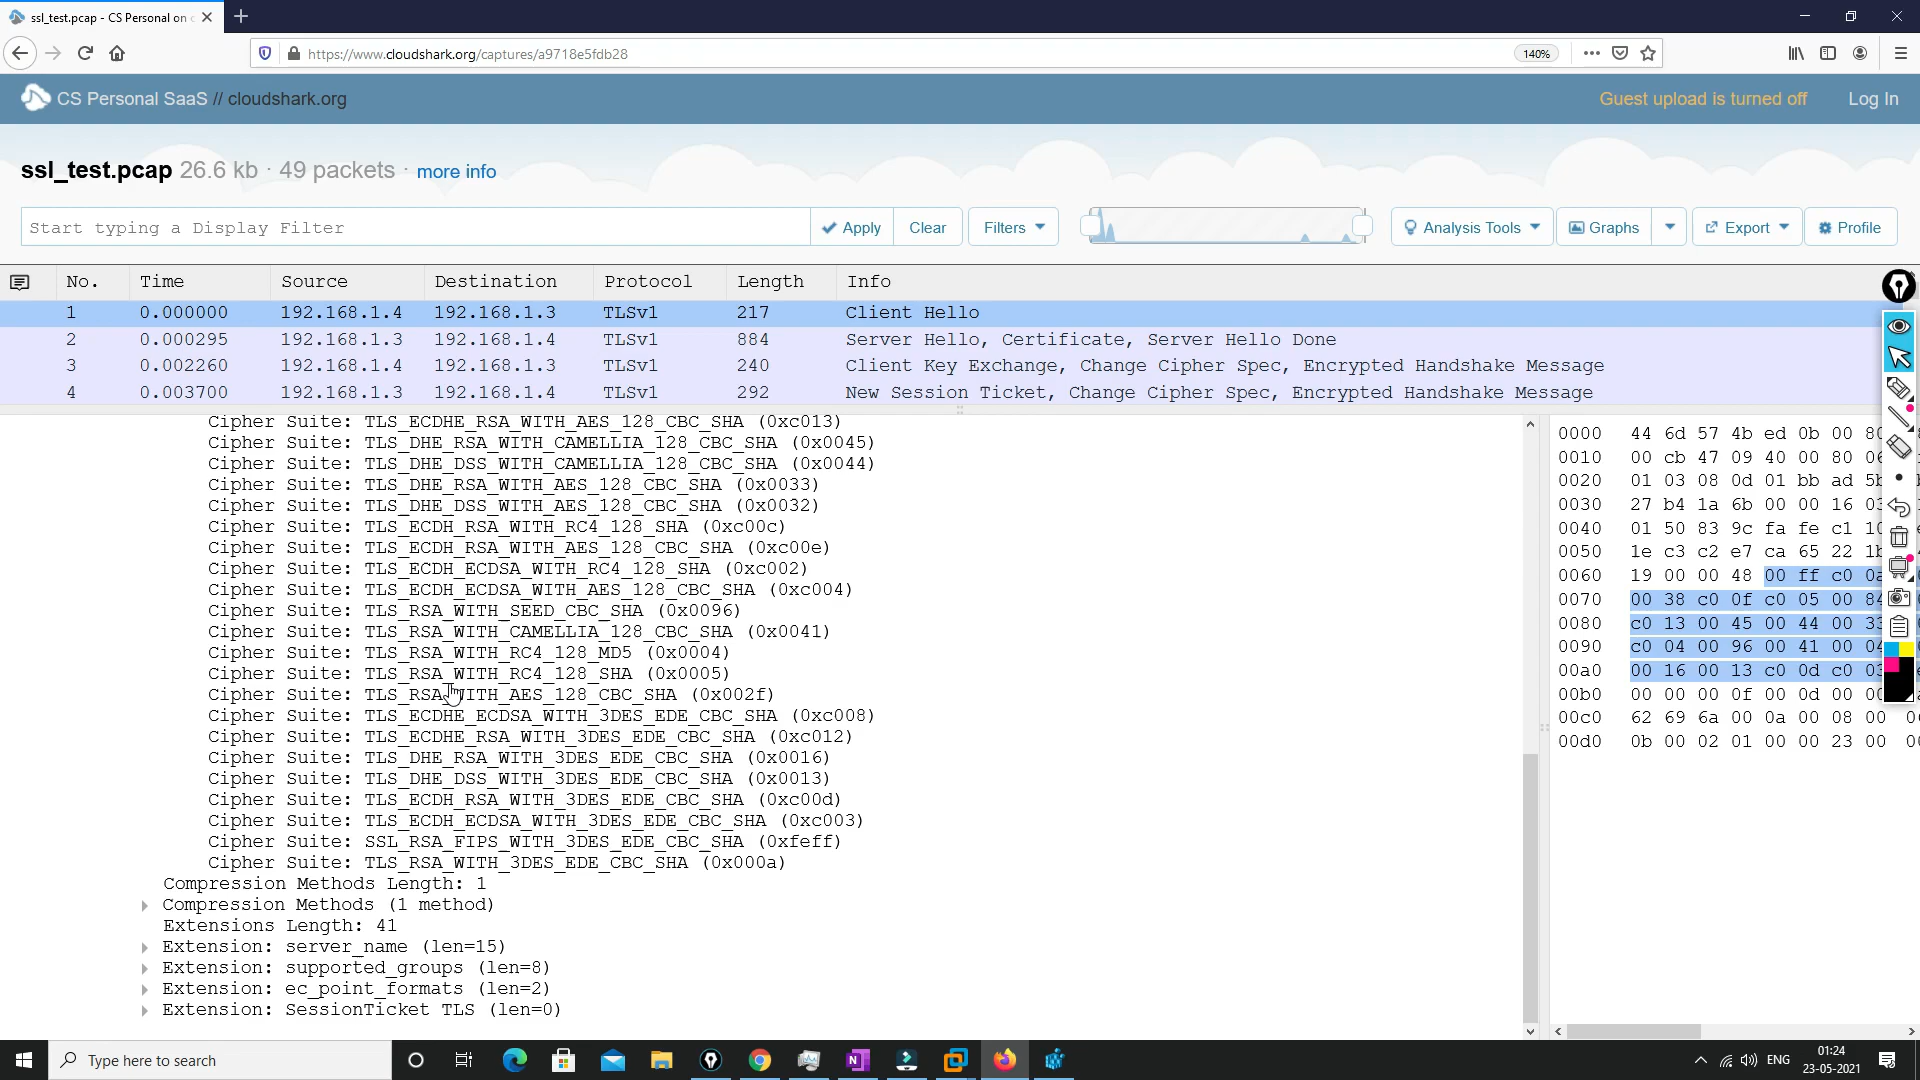 ssl_test.pcap - CS Personal on c
https://www.cloudshark.org/captures/a9718e5fdb28
140%
CS Personal SaaS // cloudshark.org
Guest upload is turned off
Log In
ssl_test.pcap 26.6 kb · 49 packets · more info
Start typing a Display Filter
Apply
Clear
Filters
Analysis Tools
Graphs
Export
Profile
No. Time Source Destination Protocol Length Info
1 0.000000 192.168.1.4 192.168.1.3 TLSv1 217 Client Hello
2 0.000295 192.168.1.3 192.168.1.4 TLSv1 884 Server Hello, Certificate, Server Hello Done
3 0.002260 192.168.1.4 192.168.1.3 TLSv1 240 Client Key Exchange, Change Cipher Spec, Encrypted Handshake Message
4 0.003700 192.168.1.3 192.168.1.4 TLSv1 292 New Session Ticket, Change Cipher Spec, Encrypted Handshake Message
Cipher Suite: TLS_ECDHE_RSA_WITH_AES_128_CBC_SHA (0xc013)
Cipher Suite: TLS_DHE_RSA_WITH_CAMELLIA_128_CBC_SHA (0x0045)
Cipher Suite: TLS_DHE_DSS_WITH_CAMELLIA_128_CBC_SHA (0x0044)
Cipher Suite: TLS_DHE_RSA_WITH_AES_128_CBC_SHA (0x0033)
Cipher Suite: TLS_DHE_DSS_WITH_AES_128_CBC_SHA (0x0032)
Cipher Suite: TLS_ECDH_RSA_WITH_RC4_128_SHA (0xc00c)
Cipher Suite: TLS_ECDH_RSA_WITH_AES_128_CBC_SHA (0xc00e)
Cipher Suite: TLS_ECDH_ECDSA_WITH_RC4_128_SHA (0xc002)
Cipher Suite: TLS_ECDH_ECDSA_WITH_AES_128_CBC_SHA (0xc004)
Cipher Suite: TLS_RSA_WITH_SEED_CBC_SHA (0x0096)
Cipher Suite: TLS_RSA_WITH_CAMELLIA_128_CBC_SHA (0x0041)
Cipher Suite: TLS_RSA_WITH_RC4_128_MD5 (0x0004)
Cipher Suite: TLS_RSA_WITH_RC4_128_SHA (0x0005)
Cipher Suite: TLS_RSA_WITH_AES_128_CBC_SHA (0x002f)
Cipher Suite: TLS_ECDHE_ECDSA_WITH_3DES_EDE_CBC_SHA (0xc008)
Cipher Suite: TLS_ECDHE_RSA_WITH_3DES_EDE_CBC_SHA (0xc012)
Cipher Suite: TLS_DHE_RSA_WITH_3DES_EDE_CBC_SHA (0x0016)
Cipher Suite: TLS_DHE_DSS_WITH_3DES_EDE_CBC_SHA (0x0013)
Cipher Suite: TLS_ECDH_RSA_WITH_3DES_EDE_CBC_SHA (0xc00d)
Cipher Suite: TLS_ECDH_ECDSA_WITH_3DES_EDE_CBC_SHA (0xc003)
Cipher Suite: SSL_RSA_FIPS_WITH_3DES_EDE_CBC_SHA (0xfeff)
Cipher Suite: TLS_RSA_WITH_3DES_EDE_CBC_SHA (0x000a)
Compression Methods Length: 1
Compression Methods (1 method)
Extensions Length: 41
Extension: server_name (len=15)
Extension: supported_groups (len=8)
Extension: ec_point_formats (len=2)
Extension: SessionTicket TLS (len=0)
0000 44 6d 57 4b ed 0b 00 80
0010 00 cb 47 09 40 00 80 06
0020 01 03 08 0d 01 bb ad 5b
0030 27 b4 1a 6b 00 00 16 03
0040 01 50 83 9c fa fe c1 10
0050 1e c3 c2 e7 ca 65 22 1b
0060 19 00 00 48 00 ff c0 0a
0070 00 38 c0 0f c0 05 00 84
0080 c0 13 00 45 00 44 00 33
0090 c0 04 00 96 00 41 00 04
00a0 00 16 00 13 c0 0d c0 03
00b0 00 00 00 0f 00 0d 00 00
00c0 62 69 6a 00 0a 00 08 00
00d0 0b 00 02 01 00 00 23 00
Type here to search
ENG
01:24
23-05-2021